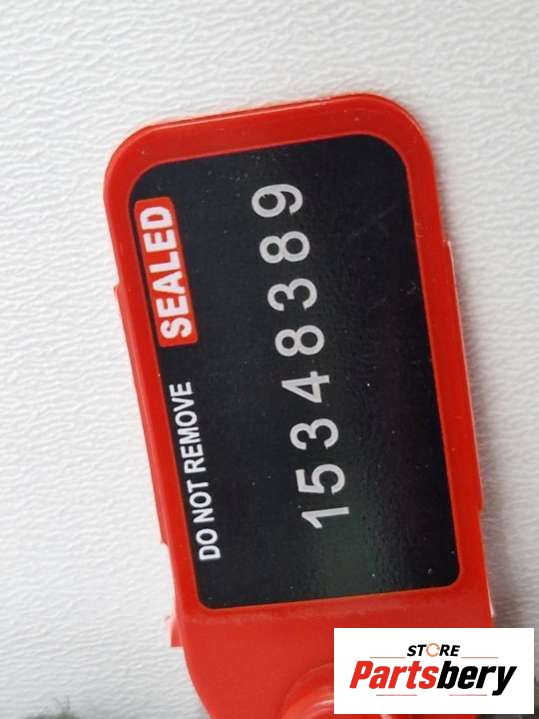 DO NOT REMOVE SEALED
15348389
STORE
Partsbery